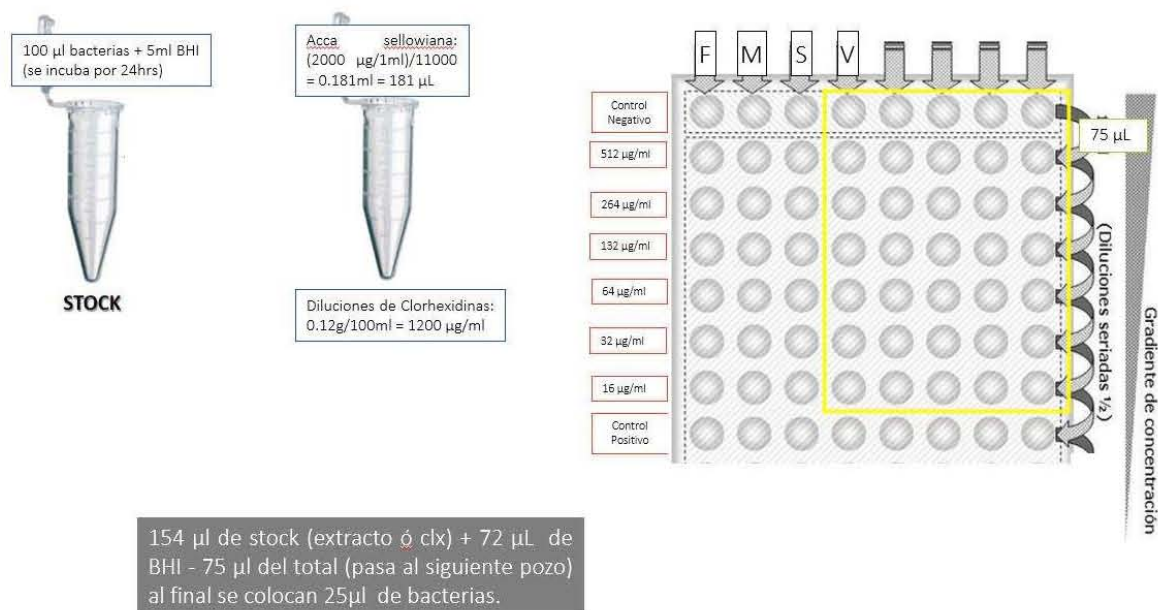 100 µl bacterias + 5ml BHI
(se incuba por 24hrs)
STOCK
Acca sellowiana:
(2000 µg/1ml)/11000
= 0.181ml = 181 µL
Diluciones de Clorhexidinas:
0.12g/100ml = 1200 µg/ml
F M S V
Control
Negativo
512 µg/ml
264 µg/ml
132 µg/ml
64 µg/ml
32 µg/ml
16 µg/ml
Control
Positivo
75 µL
(Diluciones seriadas ½)
Gradiente de concentración
154 µl de stock (extracto ó clx) + 72 µL de
BHI - 75 µl del total (pasa al siguiente pozo)
al final se colocan 25µl de bacterias.